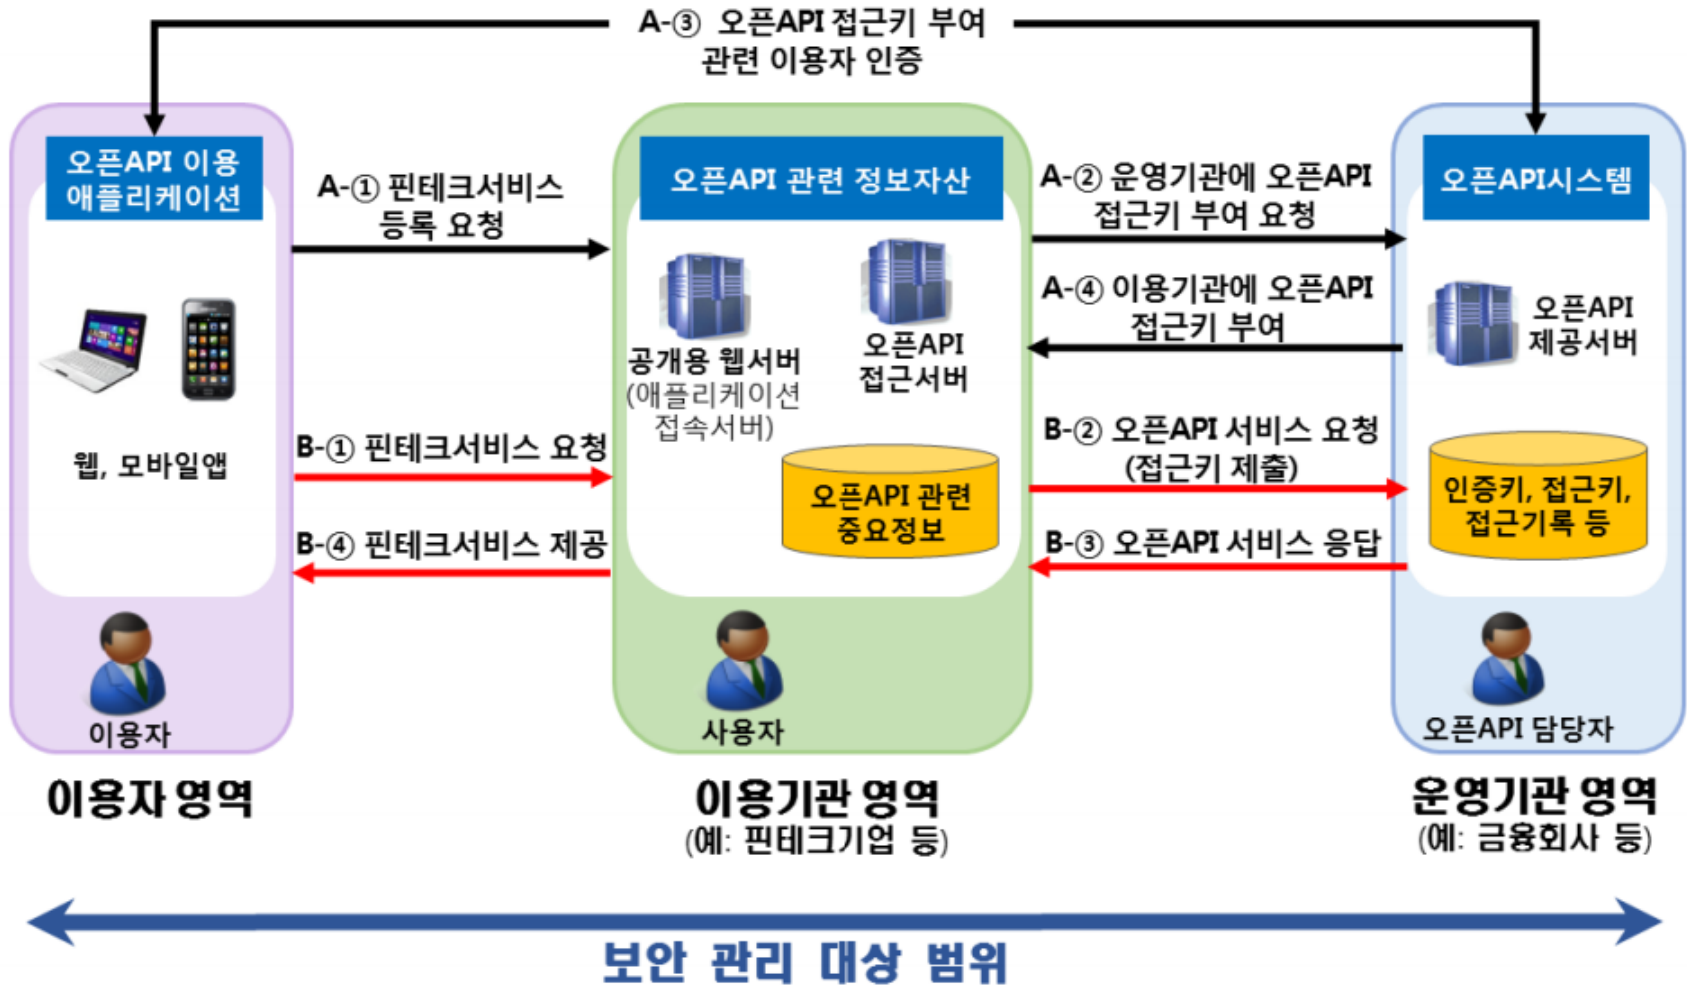 A-③ 오픈API 접근키 부여
관련 이용자 인증
오픈API 이용
애플리케이션
웹, 모바일앱
이용자
이용자 영역
A-① 핀테크서비스
등록 요청
B-① 핀테크서비스 요청
B-④ 핀테크서비스 제공
오픈API 관련 정보자산
공개용 웹서버
(애플리케이션
접속서버)
오픈API
접근서버
오픈API 관련
중요정보
사용자
이용기관 영역
(예: 핀테크기업 등)
A-② 운영기관에 오픈API
접근키 부여 요청
A-④ 이용기관에 오픈API
접근키 부여
B-② 오픈API 서비스 요청
(접근키 제출)
B-③ 오픈API 서비스 응답
오픈API시스템
오픈API
제공서버
인증키, 접근키,
접근기록 등
오픈API 담당자
운영기관 영역
(예: 금융회사 등)
보안 관리 대상 범위